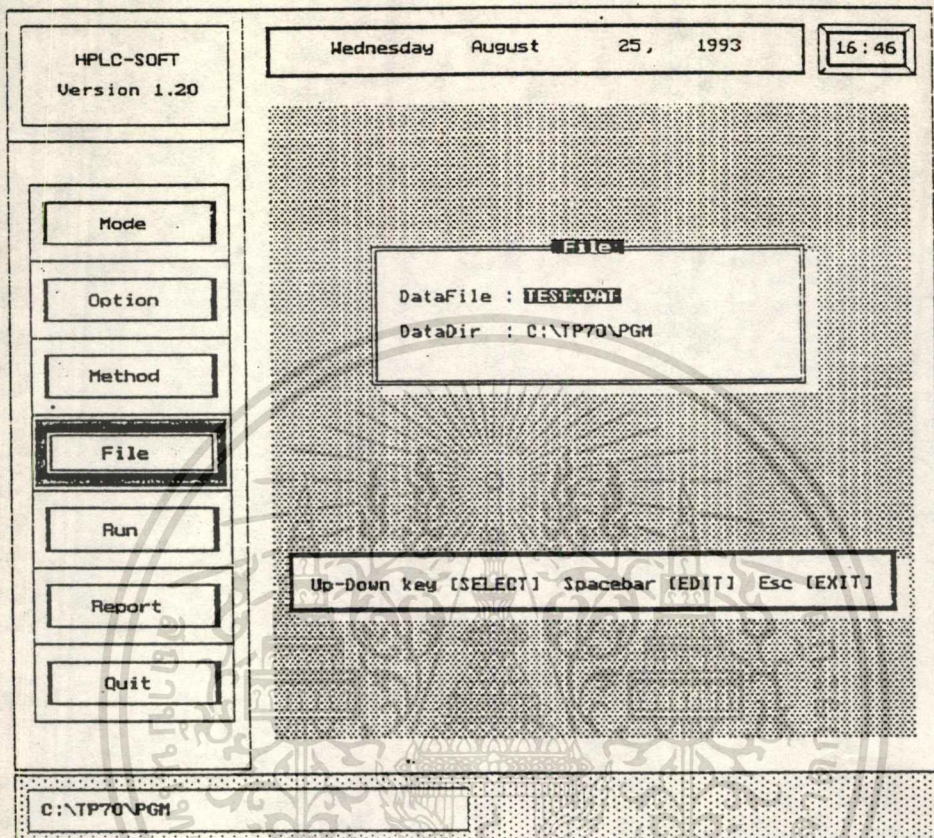 HPLC-SOFT
Version 1.20
Wednesday August 25, 1993
16:46
Mode
Option
Method
File
Run
Report
Quit
File
DataFile : TEST.DAT
DataDir : C:\TP70\PGM
Up-Down key [SELECT] Spacebar [EDIT] Esc [EXIT]
C:\TP70\PGM